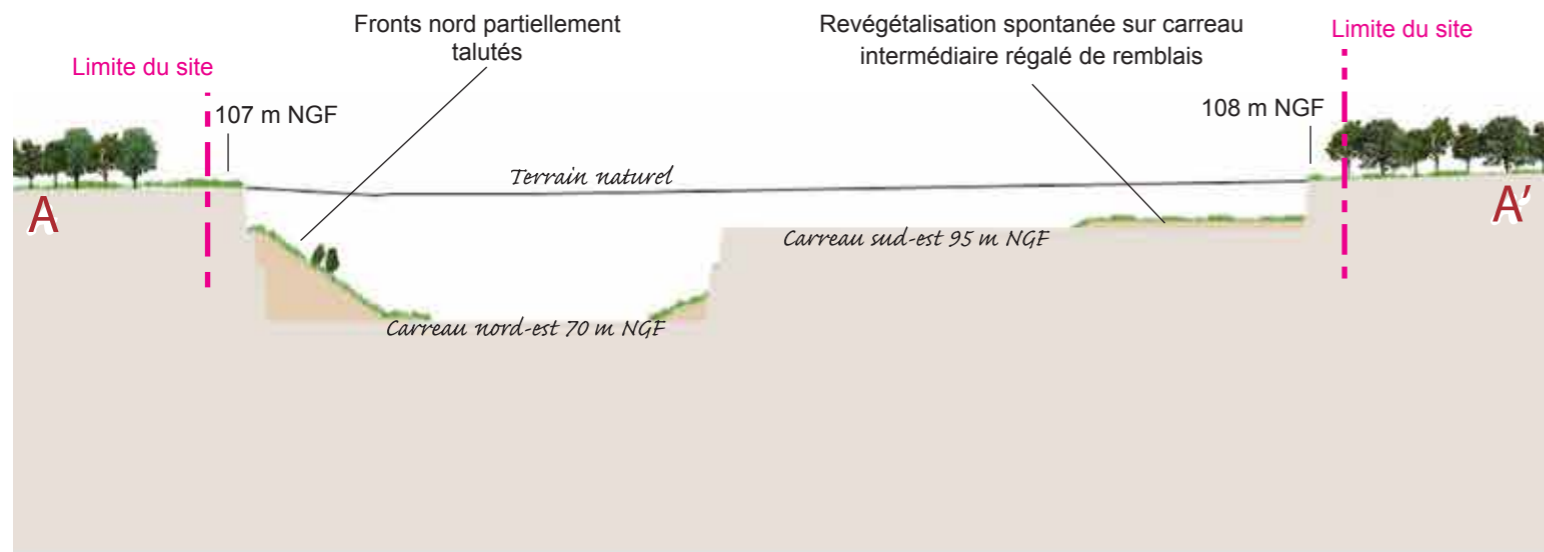 Fronts nord partiellement
talutés
Revégétalisation spontanée sur carreau
intermédiaire régalé de remblais
Limite du site
Limite du site
107 m NGF
108 m NGF
Terrain naturel
A
A'
Carreau sud-est 95 m NGF
Carreau nord-est 70 m NGF